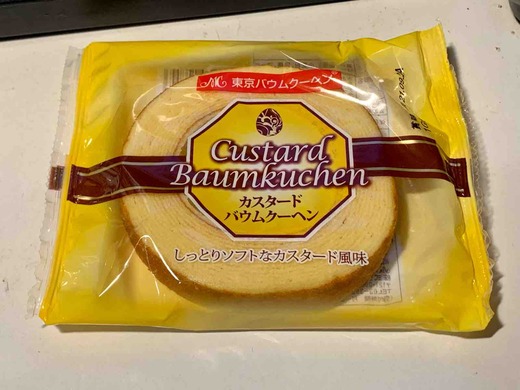 東京バウムクーヘン
Custard
Baumkuchen
カスタード
バウムクーヘン
しっとりソフトなカスタード風味